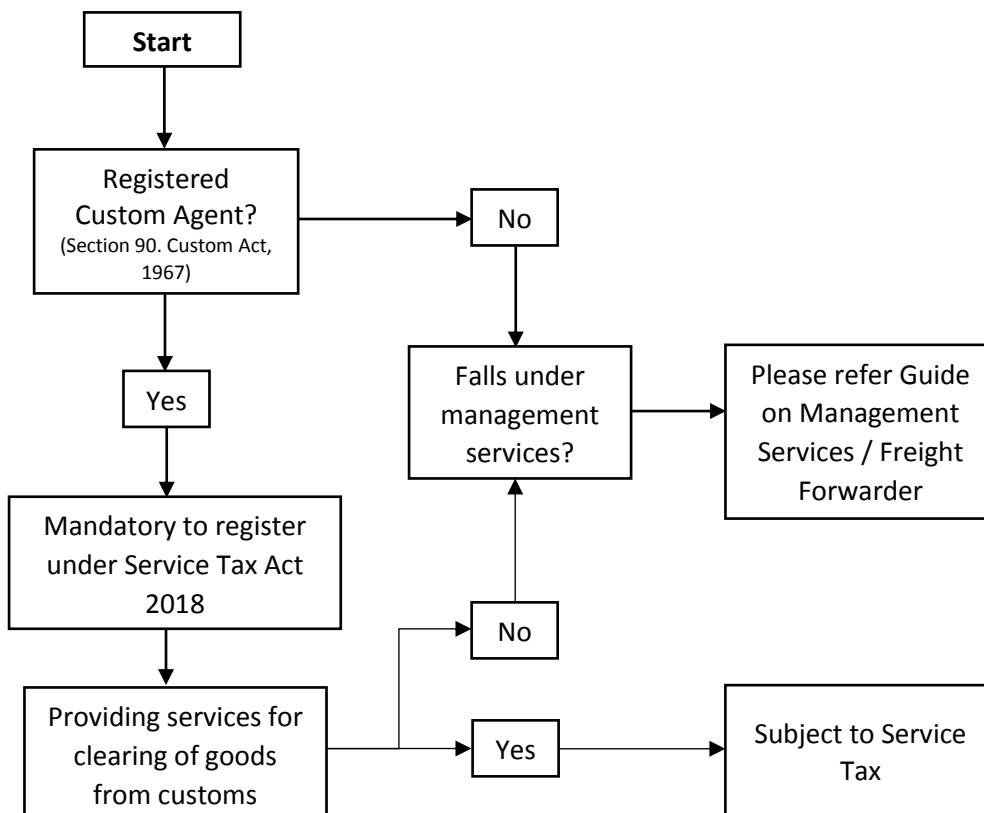 Start
Registered
Custom Agent?
(Section 90. Custom Act,
1967)
No
Yes
Falls under
management
services?
Please refer Guide
on Management
Services / Freight
Forwarder
Mandatory to register
under Service Tax Act
2018
No
Providing services for
clearing of goods
from customs
Yes
Subject to Service
Tax